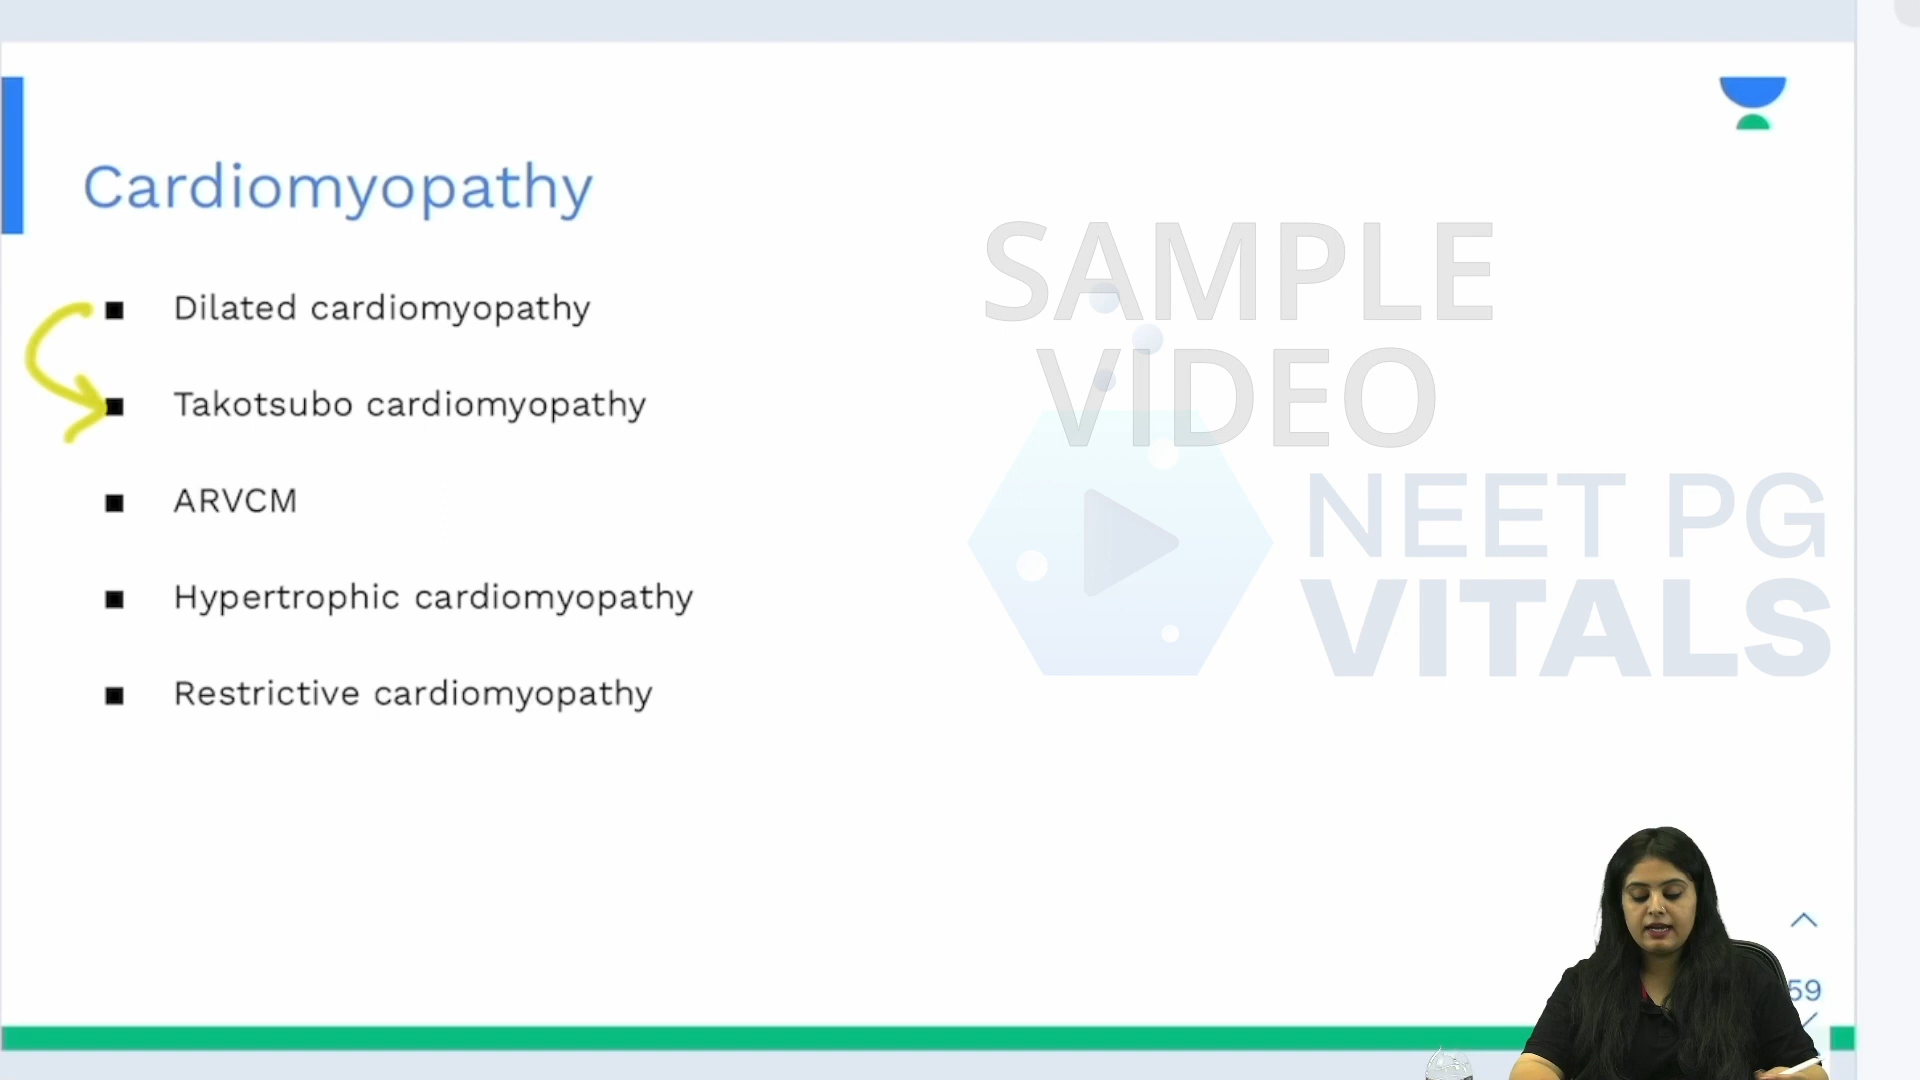 Cardiomyopathy
SAMPLE
VIDEO
Dilated cardiomyopathy
Takotsubo cardiomyopathy
ARVCM
Hypertrophic cardiomyopathy
Restrictive cardiomyopathy
NEET PG
VITALS
59